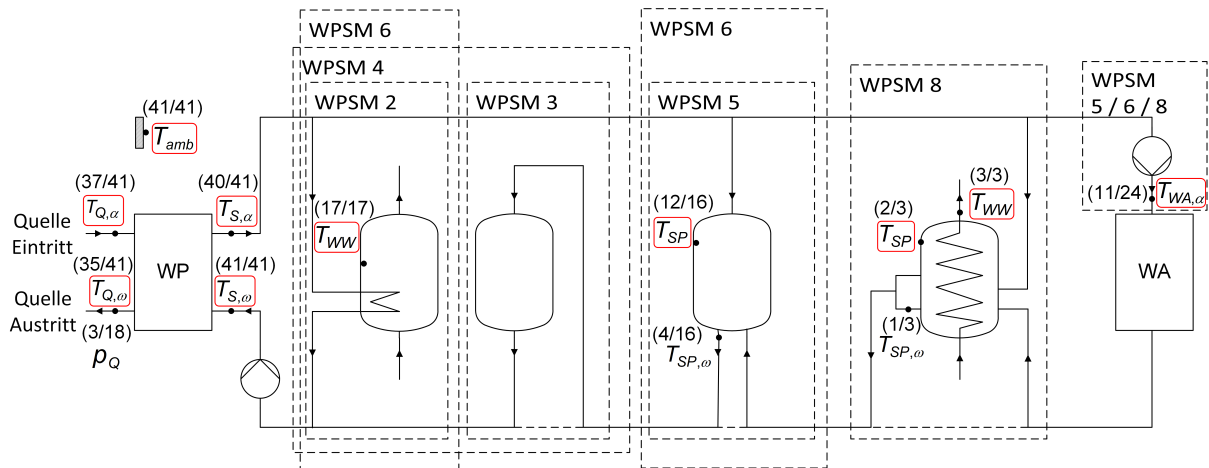 WPSM 6
WPSM 6
WPSM 4
WPSM 2
WPSM 3
WPSM 5
WPSM 8
WPSM
5 / 6 / 8
(41/41)
T_amb
(37/41)
T_Q,α
(40/41)
T_S,α
Quelle
Eintritt
WP
(35/41)
T_Q,ω
(41/41)
T_S,ω
Quelle
Austritt
(3/18)
p_Q
(17/17)
T_WW
(12/16)
T_SP
(4/16)
T_SP,ω
(3/3)
T_WW
(2/3)
T_SP
(1/3)
T_SP,ω
(11/24)
T_WA,α
WA